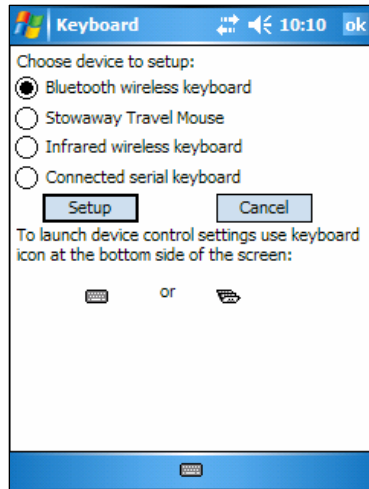 Keyboard 10:10 ok
Choose device to setup:
Bluetooth wireless keyboard
Stowaway Travel Mouse
Infrared wireless keyboard
Connected serial keyboard
Setup Cancel
To launch device control settings use keyboard
icon at the bottom side of the screen:
or